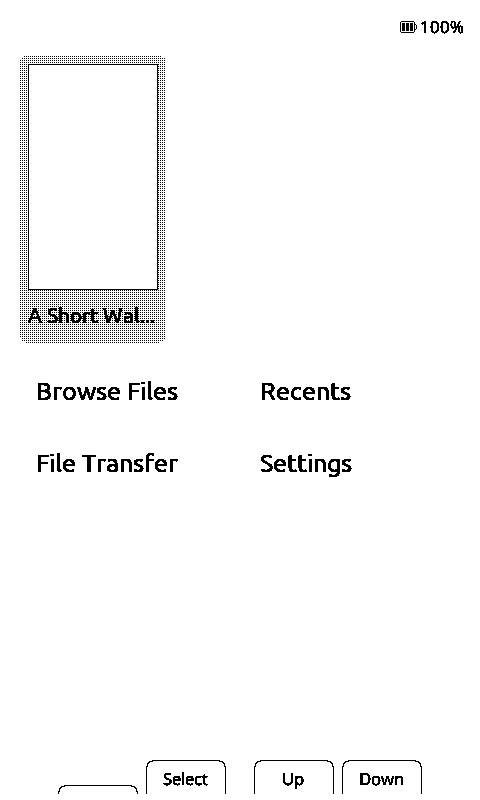 100%
A Short Wal...
Browse Files
Recents
File Transfer
Settings
Select
Up
Down